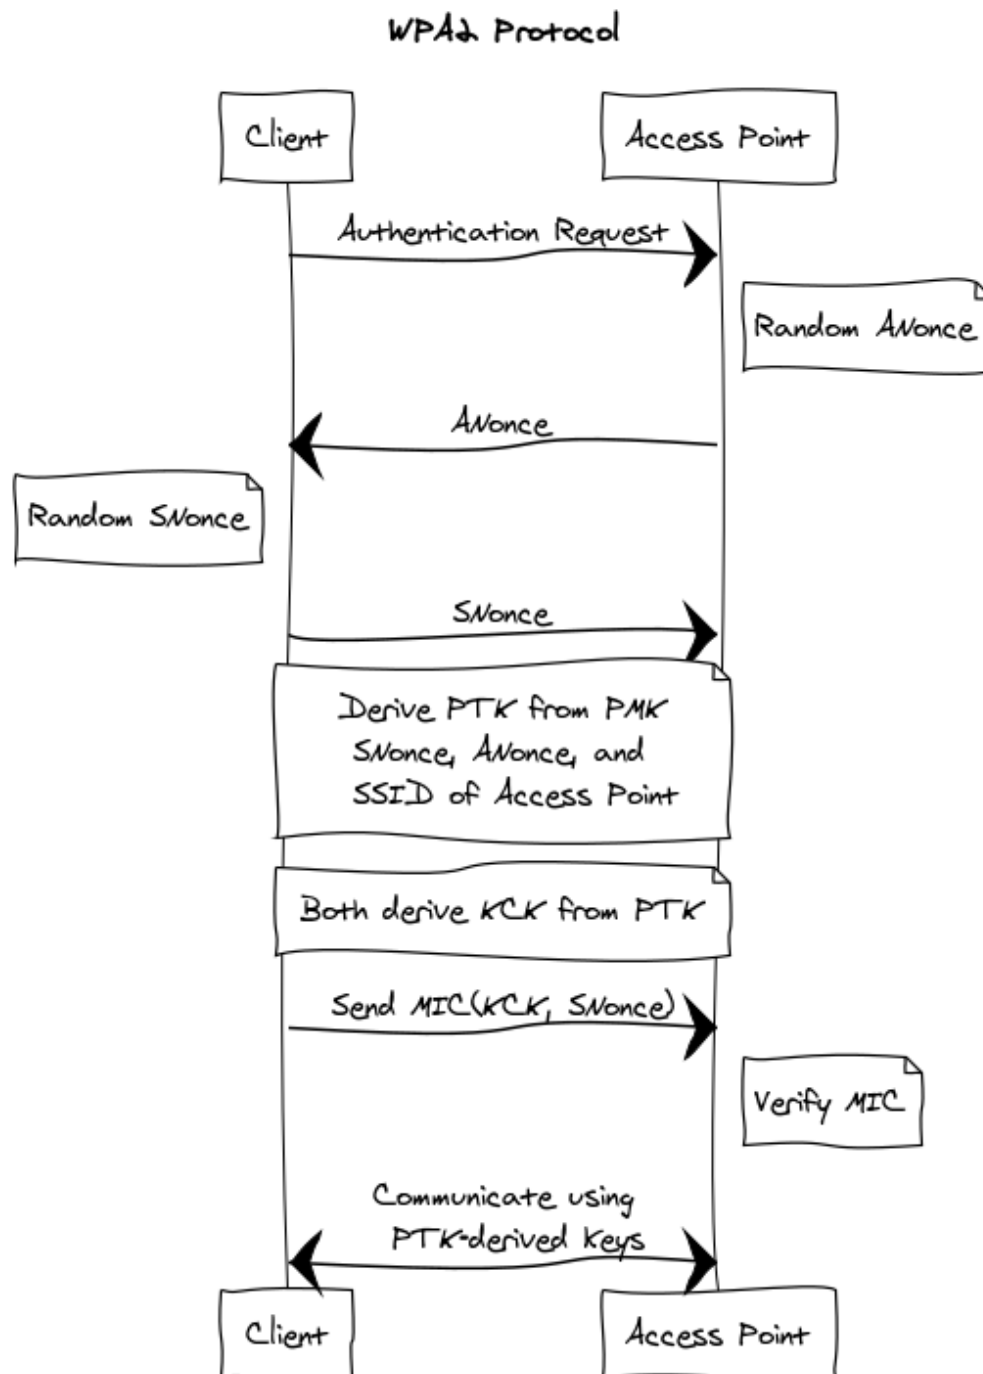 WPA2 Protocol
Client
Access Point
Authentication Request
Random ANonce
ANonce
Random SNonce
SNonce
Derive PTK from PMK
SNonce, ANonce, and
SSID of Access Point
Both derive KCK from PTK
Send MIC(KCK, SNonce)
Verify MIC
Communicate using
PTK-derived keys
Client
Access Point